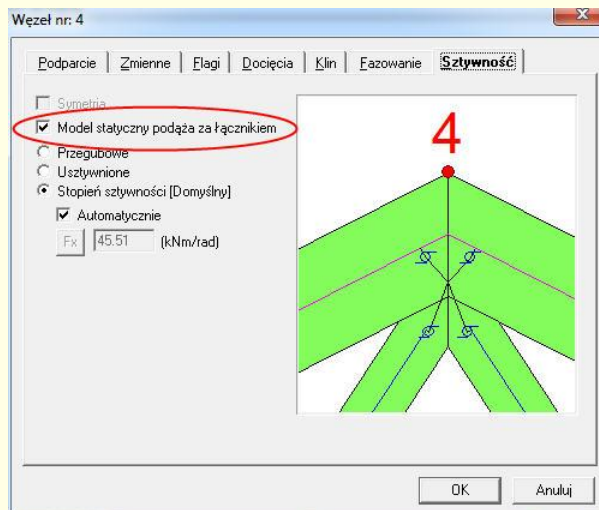 Węzeł nr: 4
Podparcie Zmienne Flagi Docięcia Klin Fazowanie Sztywność
Symetria
Model statyczny podąża za łącznikiem
Przegubowe
Usztywnione
Stopień sztywności [Domyślny]
Automatycznie
Fx 45.51 (kNm/rad)
4
OK Anuluj